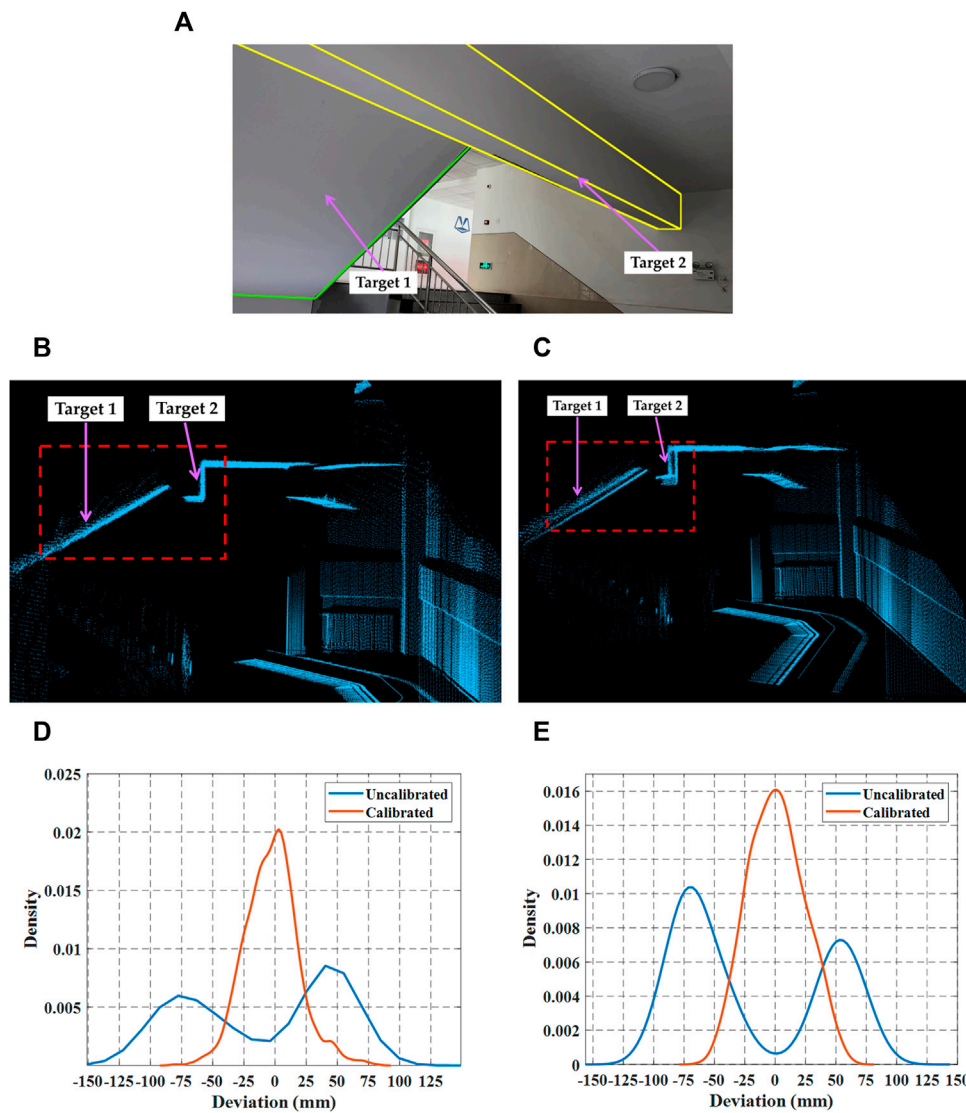 A
Target 1
Target 2
B
C
Target 1
Target 2
Target 1
Target 2
D
E
0.025
0.02
0.015
0.01
0.005
Density
Uncalibrated
Calibrated
-150-125-100 -75 -50 -25 0 25 50 75 100 125
Deviation (mm)
0.016
0.014
0.012
0.01
0.008
0.006
0.004
0.002
0
Density
Uncalibrated
Calibrated
-150-125-100 -75 -50 -25 0 25 50 75 100 125 150
Deviation (mm)